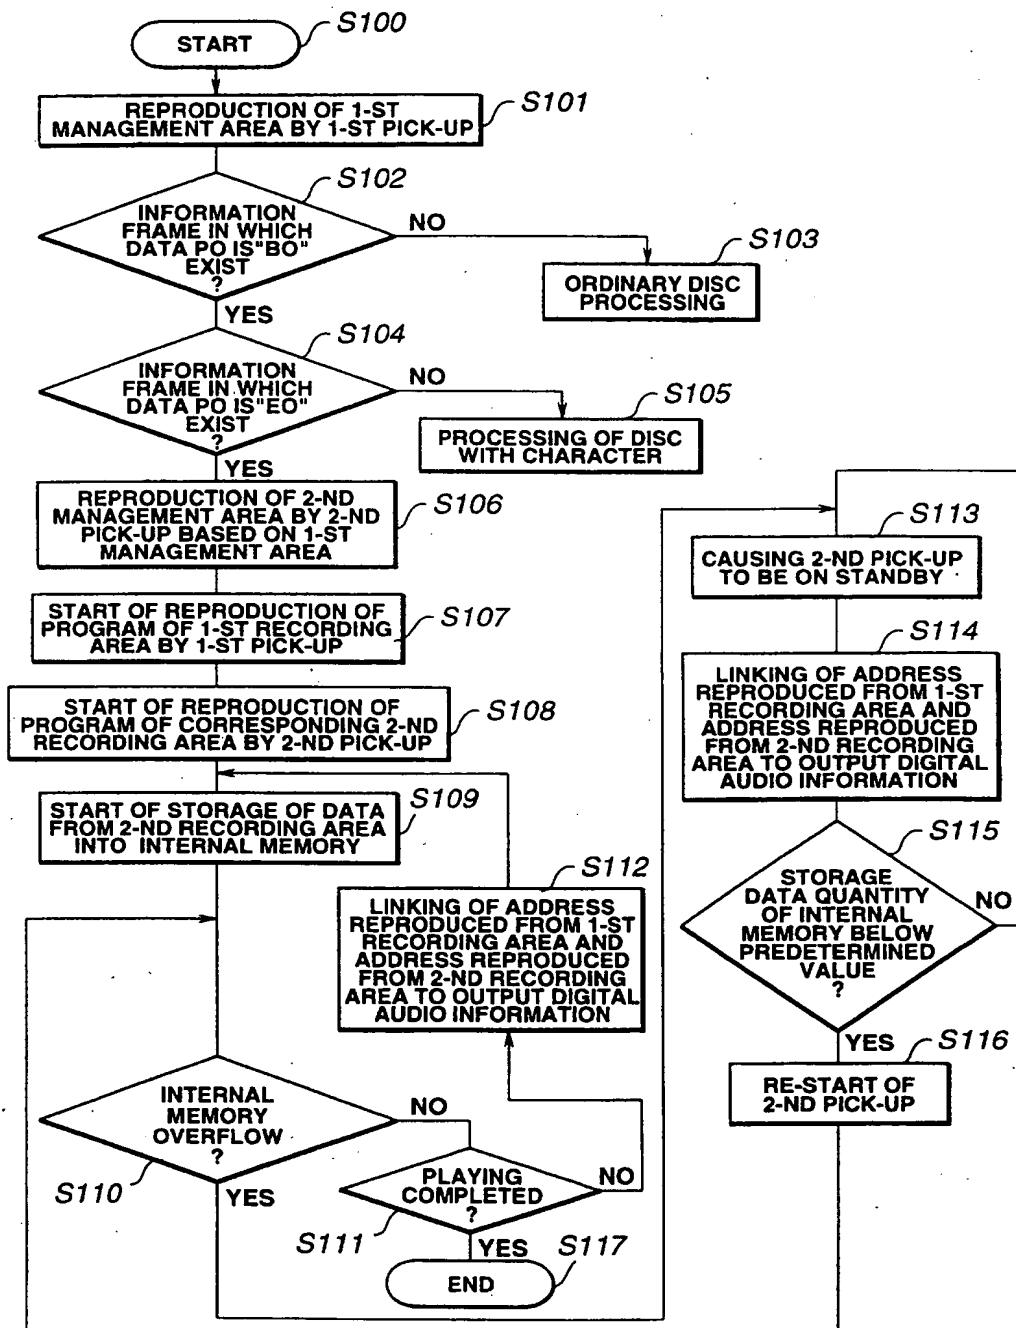 START
S100
REPRODUCTION OF 1-ST
MANAGEMENT AREA BY 1-ST PICK-UP
S101
S102
INFORMATION
FRAME IN WHICH
DATA PO IS"BO"
EXIST
?
NO
YES
S103
ORDINARY DISC
PROCESSING
S104
INFORMATION
FRAME IN WHICH
DATA PO IS"EO"
EXIST
?
NO
YES
S105
PROCESSING OF DISC
WITH CHARACTER
REPRODUCTION OF 2-ND
MANAGEMENT AREA BY 2-ND
PICK-UP BASED ON 1-ST
MANAGEMENT AREA
S106
START OF REPRODUCTION OF
PROGRAM OF 1-ST RECORDING
AREA BY 1-ST PICK-UP
S107
START OF REPRODUCTION OF
PROGRAM OF CORRESPONDING 2-ND
RECORDING AREA BY 2-ND PICK-UP
S108
START OF STORAGE OF DATA
FROM 2-ND RECORDING AREA
INTO INTERNAL MEMORY
S109
INTERNAL
MEMORY
OVERFLOW
?
NO
S110
YES
PLAYING
COMPLETED
?
NO
S111
YES
S112
LINKING OF ADDRESS
REPRODUCED FROM 1-ST
RECORDING AREA AND
ADDRESS REPRODUCED
FROM 2-ND RECORDING
AREA TO OUTPUT DIGITAL
AUDIO INFORMATION
S117
END
S113
CAUSING 2-ND PICK-UP
TO BE ON STANDBY
S114
LINKING OF ADDRESS
REPRODUCED FROM 1-ST
RECORDING AREA AND
ADDRESS REPRODUCED
FROM 2-ND RECORDING
AREA TO OUTPUT DIGITAL
AUDIO INFORMATION
S115
STORAGE
DATA QUANTITY
OF INTERNAL
MEMORY BELOW
PREDETERMINED
VALUE
?
NO
YES
S116
RE-START OF
2-ND PICK-UP